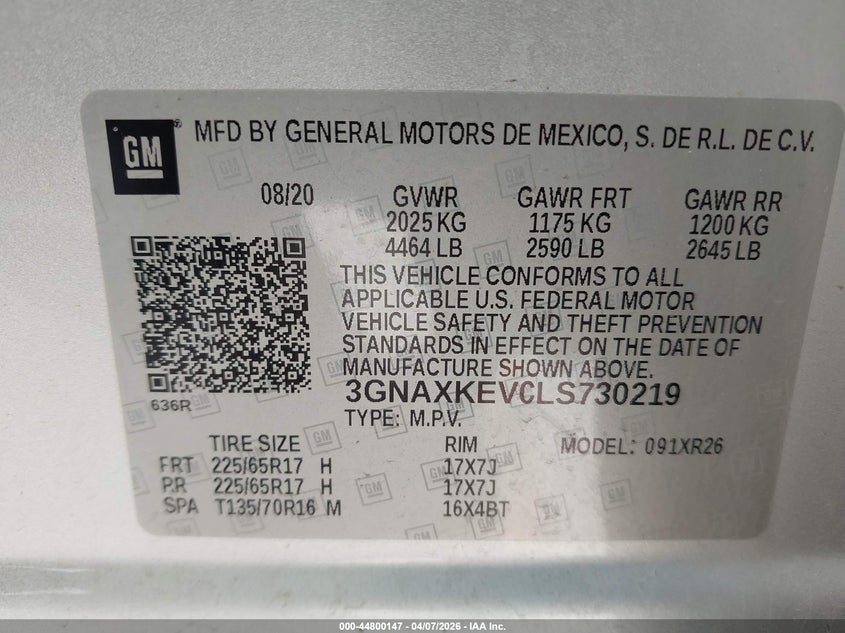 GM
MFD BY GENERAL MOTORS DE MEXICO, S. DE R.L. DE C.V.
08/20 GVWR GAWR FRT GAWR RR
2025 KG 1175 KG 1200 KG
4464 LB 2590 LB 2645 LB
THIS VEHICLE CONFORMS TO ALL
APPLICABLE U.S. FEDERAL MOTOR
VEHICLE SAFETY AND THEFT PREVENTION
STANDARDS IN EFFECT ON THE DATE OF
MANUFACTURE SHOWN ABOVE.
3GNAXKEVCLS730219
636R
TYPE: M.P.V.
TIRE SIZE RIM MODEL: 091XR26
FRT 225/65R17 H 17X7J
RR 225/65R17 H 17X7J
SPA T135/70R16 M 16X4BT
000-44800147 - 04/07/2026 - IAA Inc.